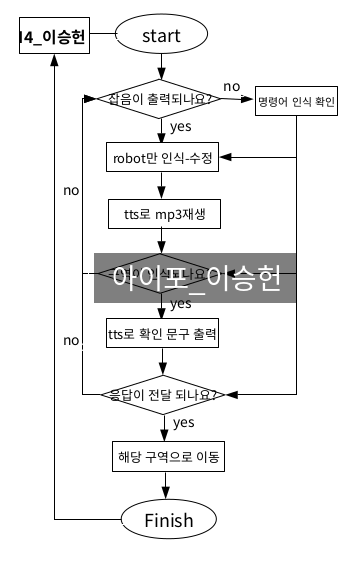 I4_이승헌
start
잡음이 출력되나요?
no
명령어 인식 확인
yes
robot만 인식-수정
no
tts로 mp3재생
아이포_이승헌
yes
tts로 확인 문구 출력
no
응답이 전달 되나요?
yes
해당 구역으로 이동
Finish